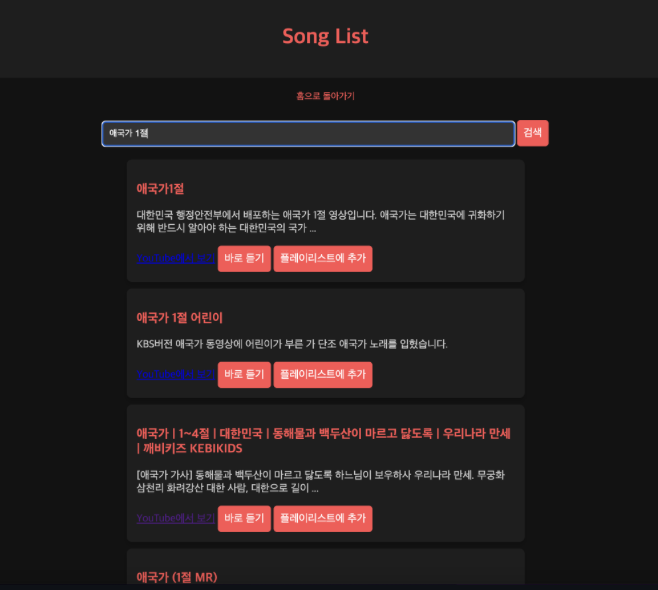 Song List
홈으로 돌아가기
애국가 1절
검색
애국가1절
대한민국 행정안전부에서 배포하는 애국가 1절 영상입니다. 애국가는 대한민국에 귀화하기
위해 반드시 알아야 하는 대한민국의 국가 ...
YouTube에서 보기 바로 듣기 플레이리스트에 추가
애국가 1절 어린이
KBS버전 애국가 동영상에 어린이가 부른 가 단조 애국가 노래를 입혔습니다.
YouTube에서 보기 바로 듣기 플레이리스트에 추가
애국가 | 1~4절 | 대한민국 | 동해물과 백두산이 마르고 닳도록 | 우리나라 만세
| 깨비키즈 KEBIKIDS
[애국가 가사] 동해물과 백두산이 마르고 닳도록 하느님이 보우하사 우리나라 만세. 무궁화
삼천리 화려강산 대한 사람, 대한으로 길이 ...
YouTube에서 보기 바로 듣기 플레이리스트에 추가
애국가 (1절 MR)